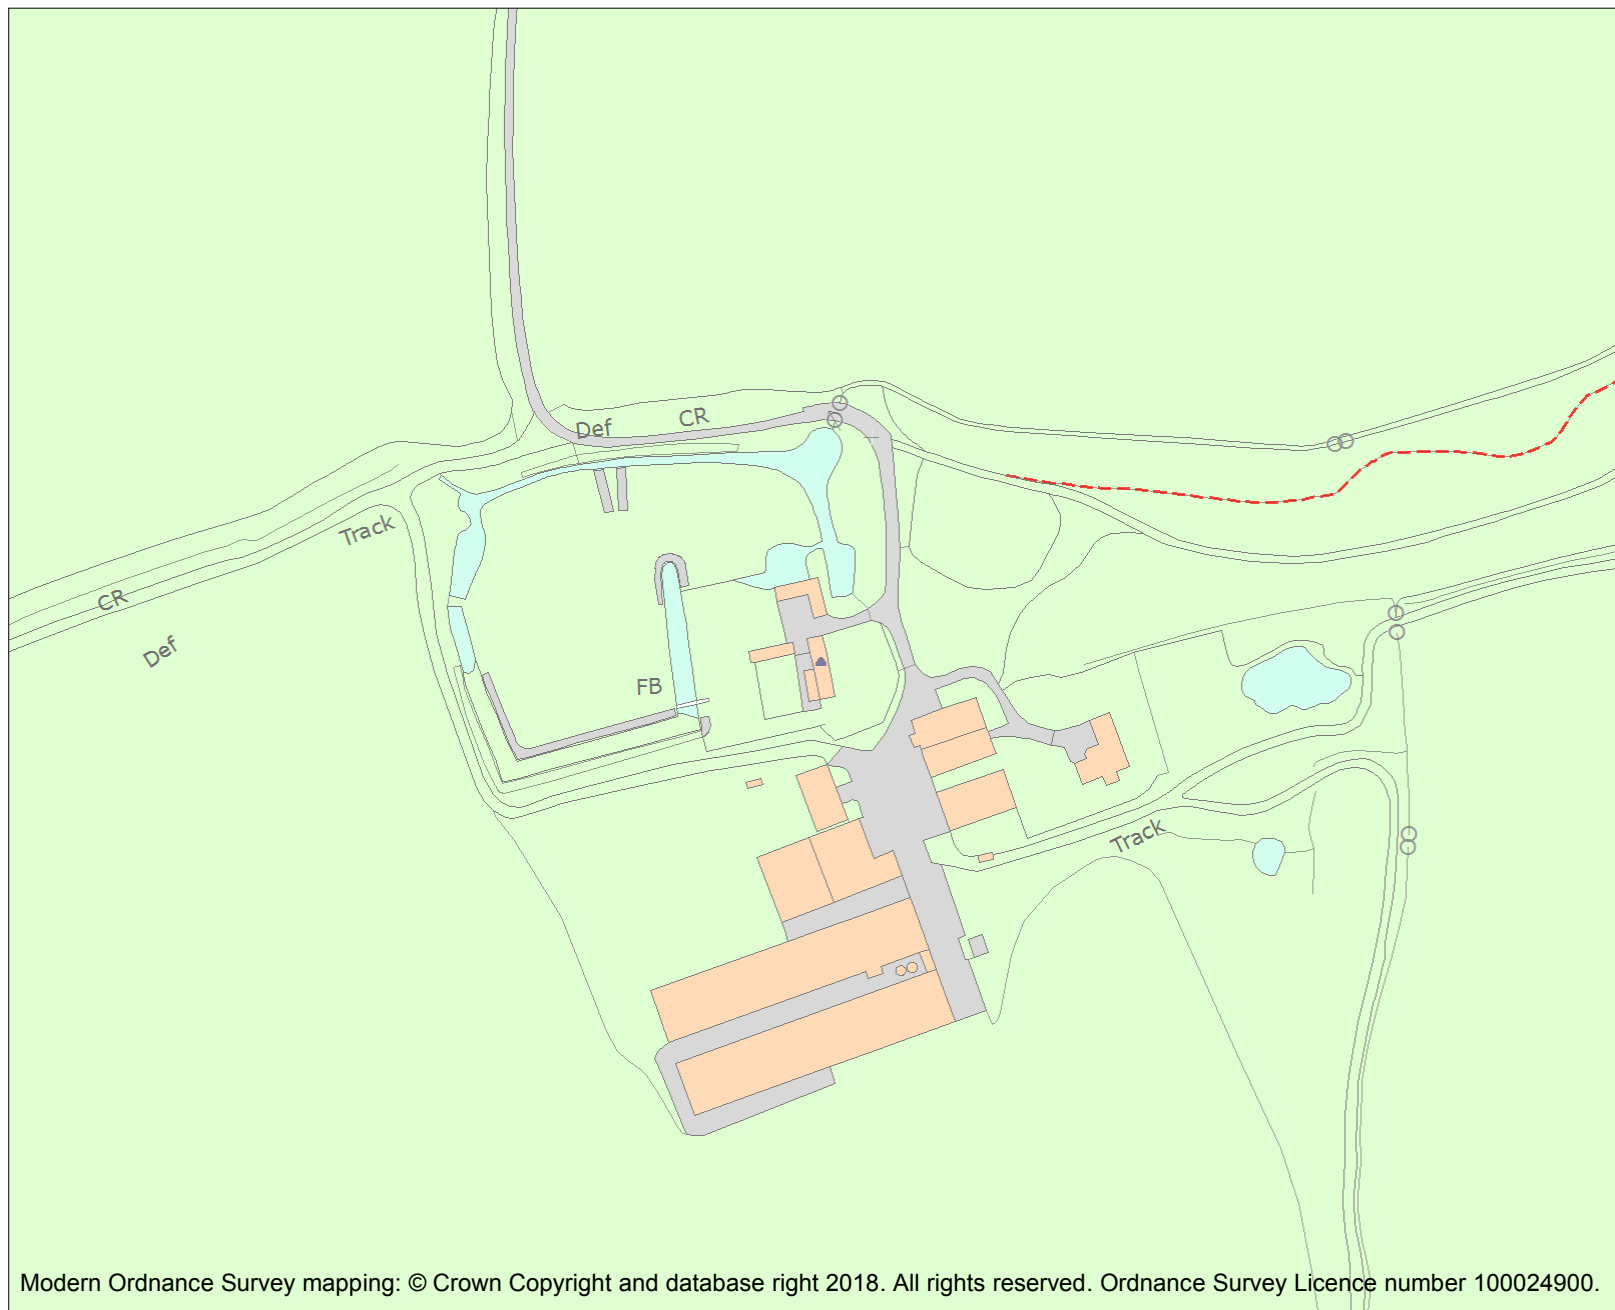 CR
Def
Track
CR
Def
FB
Track
Modern Ordnance Survey mapping: © Crown Copyright and database right 2018. All rights reserved. Ordnance Survey Licence number 100024900.